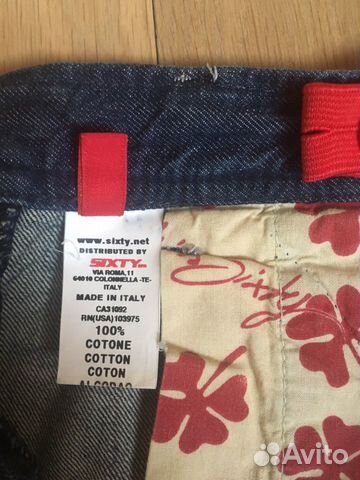 www.sixty.net
DISTRIBUTED BY
SIXTY
VIA ROMA, 11
64010 COLONNELLA -TE-
ITALY
MADE IN ITALY
CA31092
RN(USA)103975
100%
COTONE
COTTON
COTON
ALGODAO
Avito